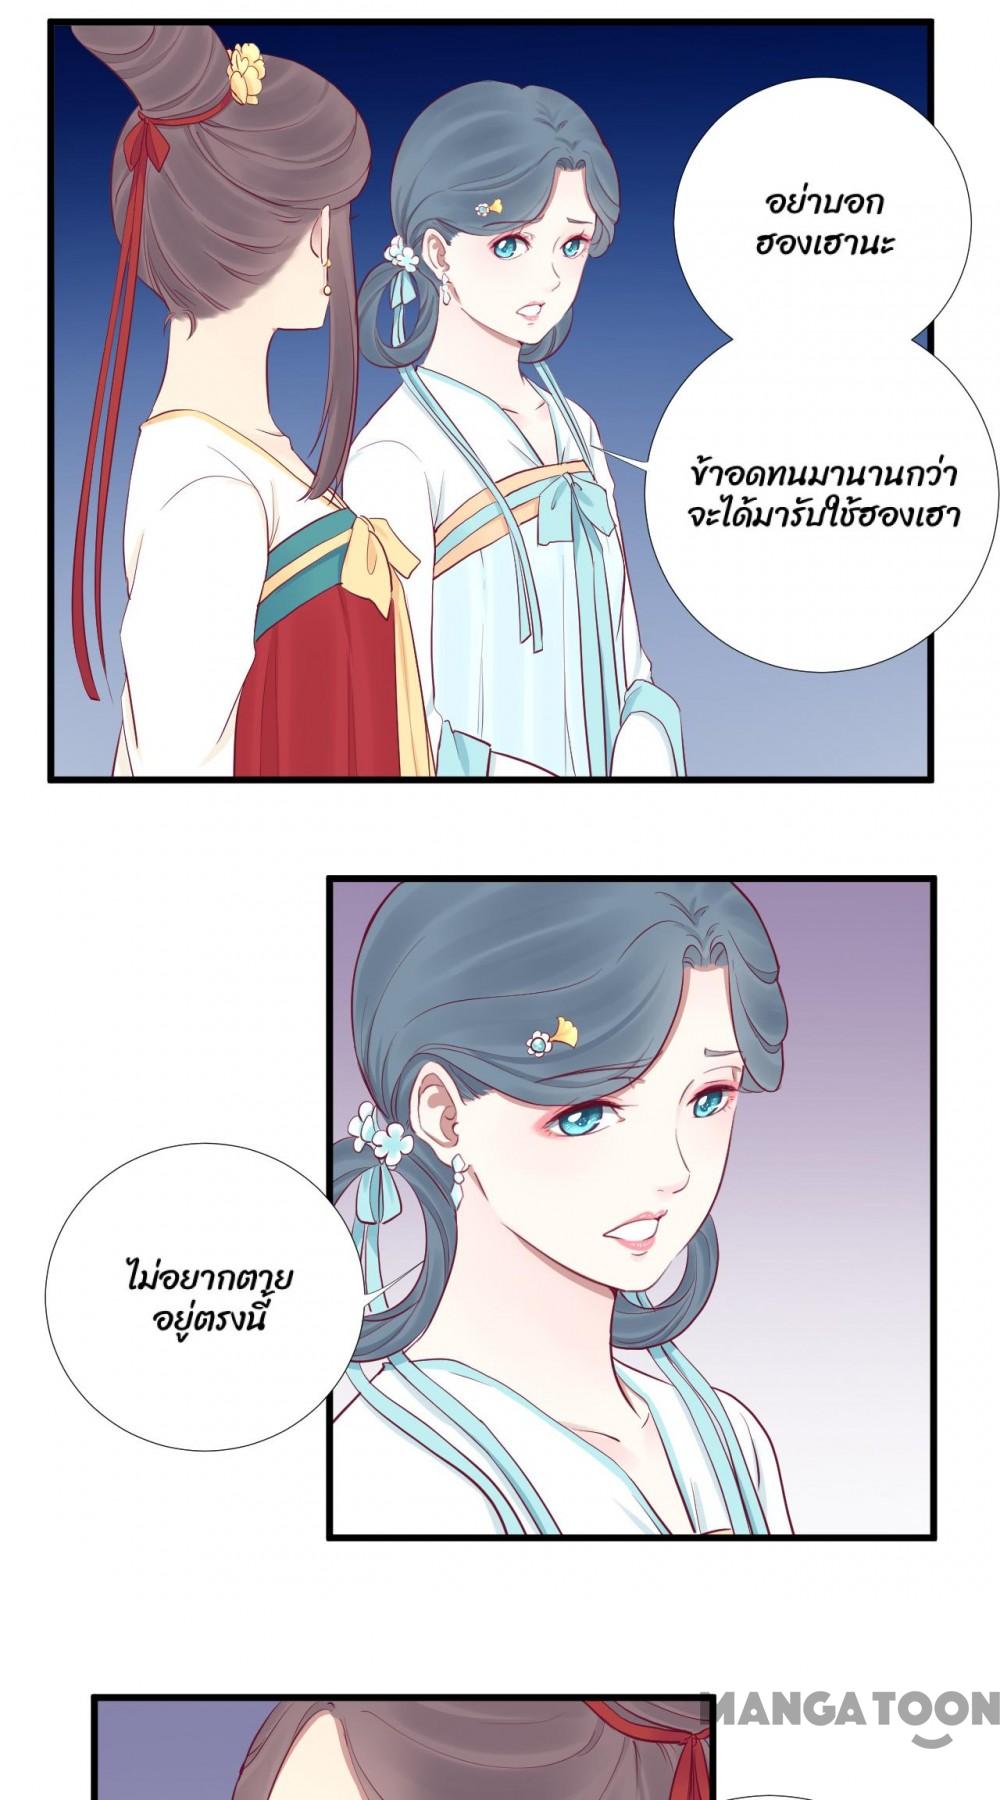 อย่าบอก
ฮองเฮานะ
ข้าอดทนมานานกว่า
จะได้มารับใช้ฮองเฮา
ไม่อยากตาย
อยู่ตรงนี้
MANGATOON